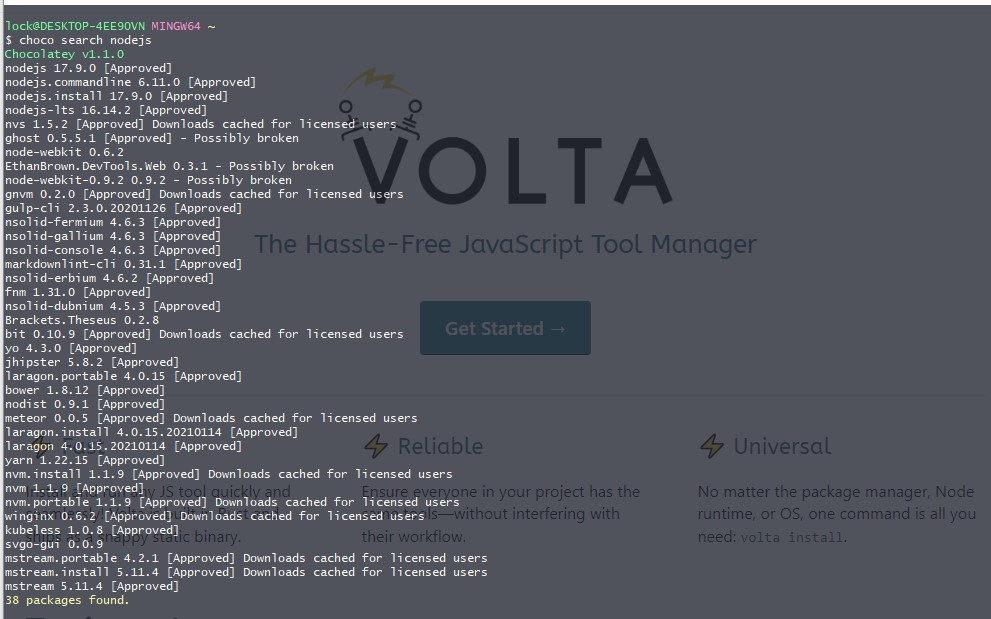 lock@DESKTOP-4EE9OVN MINGW64 ~
$ choco search nodejs
Chocolatey v1.1.0
nodejs 17.9.0 [Approved]
nodejs.commandline 6.11.0 [Approved]
nodejs.install 17.9.0 [Approved]
nodejs-lts 16.14.2 [Approved]
nvs 1.5.2 [Approved] Downloads cached for licensed users
ghost 0.5.5.1 [Approved] - Possibly broken
node-webkit 0.6.2
EthanBrown.DevTools.Web 0.3.1 - Possibly broken
node-webkit-0.9.2 0.9.2 - Possibly broken
gnvm 0.2.0 [Approved] Downloads cached for licensed users
gulp-cli 2.3.0.20201126 [Approved]
nsolid-fermium 4.6.3 [Approved]
nsolid-gallium 4.6.3 [Approved]
nsolid-console 4.6.3 [Approved]
markdownlint-cli 0.31.1 [Approved]
nsolid-erbium 4.6.2 [Approved]
fnm 1.31.0 [Approved]
nsolid-dubnium 4.5.3 [Approved]
Brackets.Theseus 0.2.8
bit 0.10.9 [Approved] Downloads cached for licensed users
yo 4.3.0 [Approved]
jhipster 5.8.2 [Approved]
laragon.portable 4.0.15 [Approved]
bower 1.8.12 [Approved]
nodist 0.9.1 [Approved]
meteor 0.0.5 [Approved] Downloads cached for licensed users
laragon.install 4.0.15.20210114 [Approved]
laragon 4.0.15.20210114 [Approved]
yarn 1.22.15 [Approved]
nvm.install 1.1.9 [Approved] Downloads cached for licensed users
nvm 1.1.9 [Approved]
nvm.portable 1.1.9 [Approved] Downloads cached for licensed users
winginx 0.6.2 [Approved] Downloads cached for licensed users
kubeless 1.0.8 [Approved]
svgo-gui 0.0.9
mstream.portable 4.2.1 [Approved] Downloads cached for licensed users
mstream.install 5.11.4 [Approved] Downloads cached for licensed users
mstream 5.11.4 [Approved]
38 packages found.
VOLTA
The Hassle-Free JavaScript Tool Manager
Get Started →
Fast
Install and run any JS tool quickly and
ships as a snappy static binary.
Reliable
Ensure everyone in your project has the
same tools—without interfering with
their workflow.
Universal
No matter the package manager, Node
runtime, or OS, one command is all you
need: volta install.